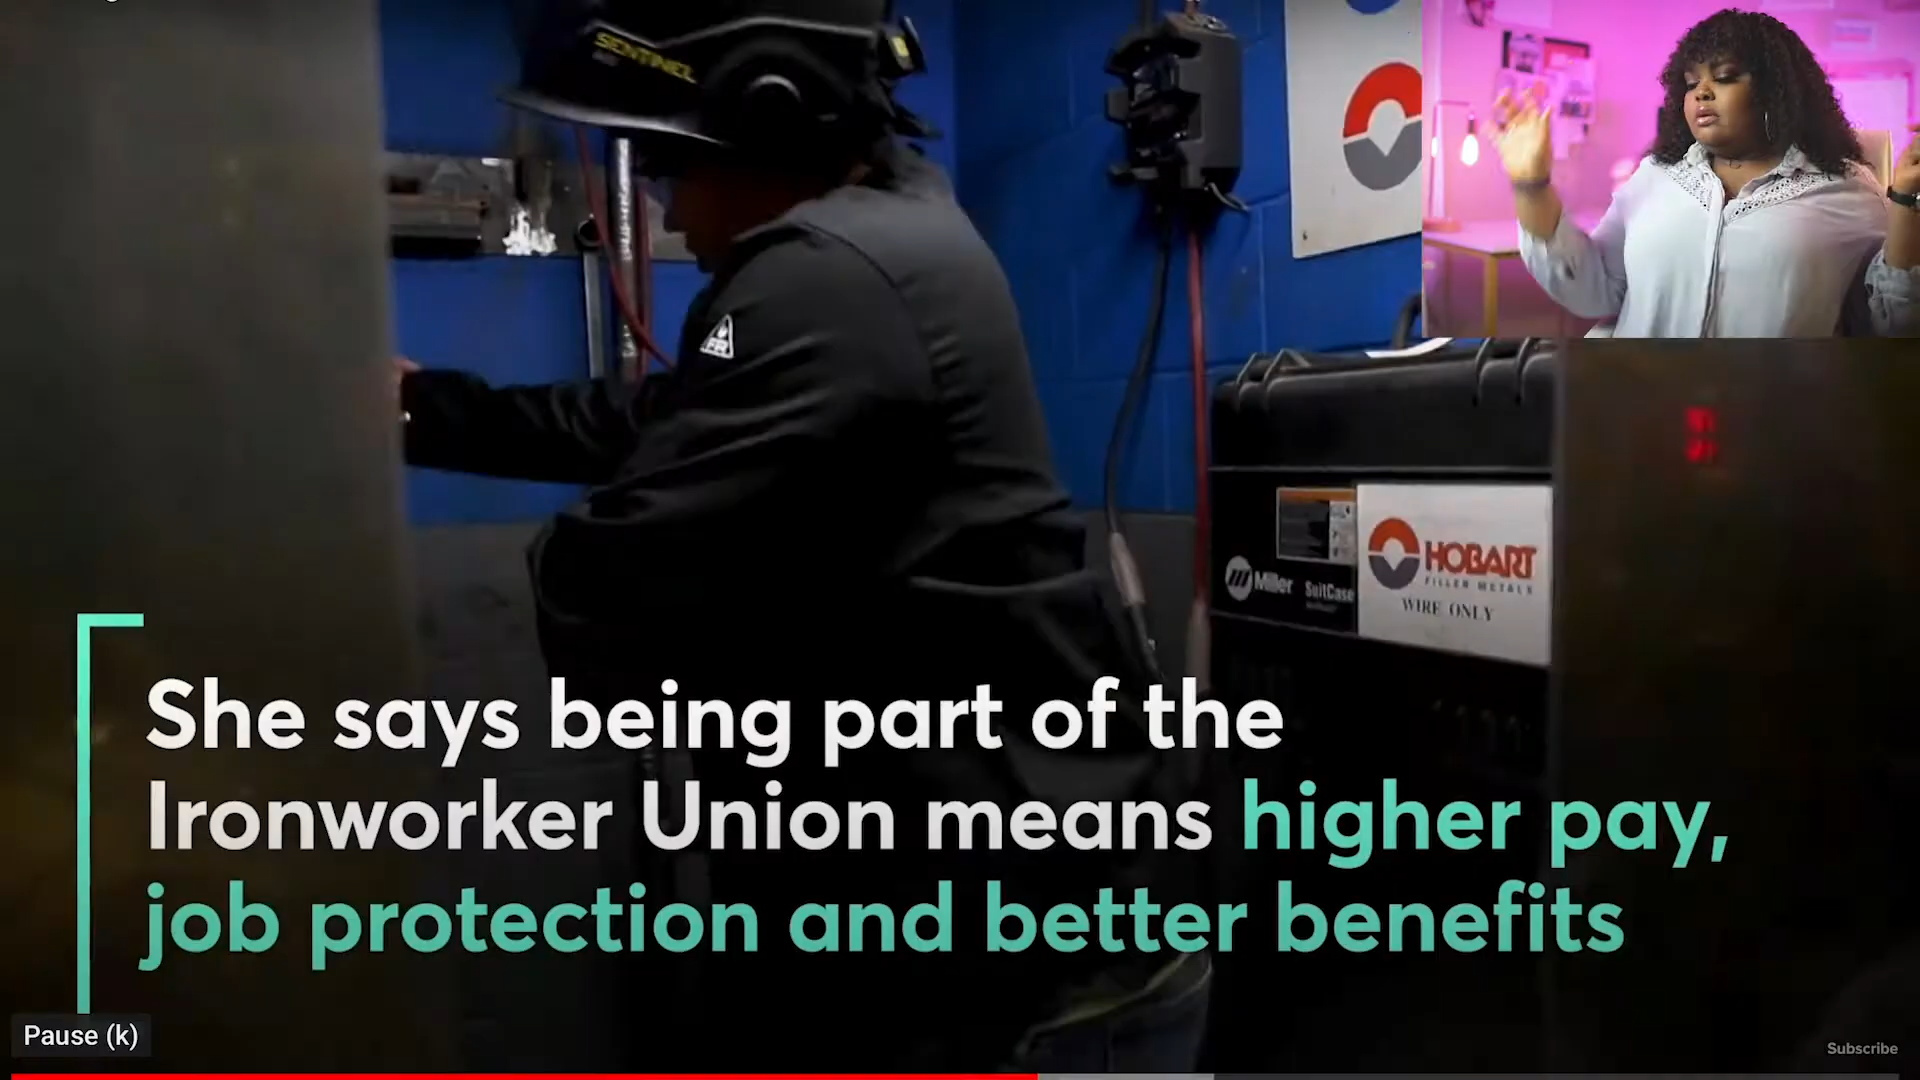 SENTINEL
FR
Miller
SuitCase
HOBART
FILLER METALS
WIRE ONLY
She says being part of the
Ironworker Union means higher pay,
job protection and better benefits
Pause (k)
Subscribe